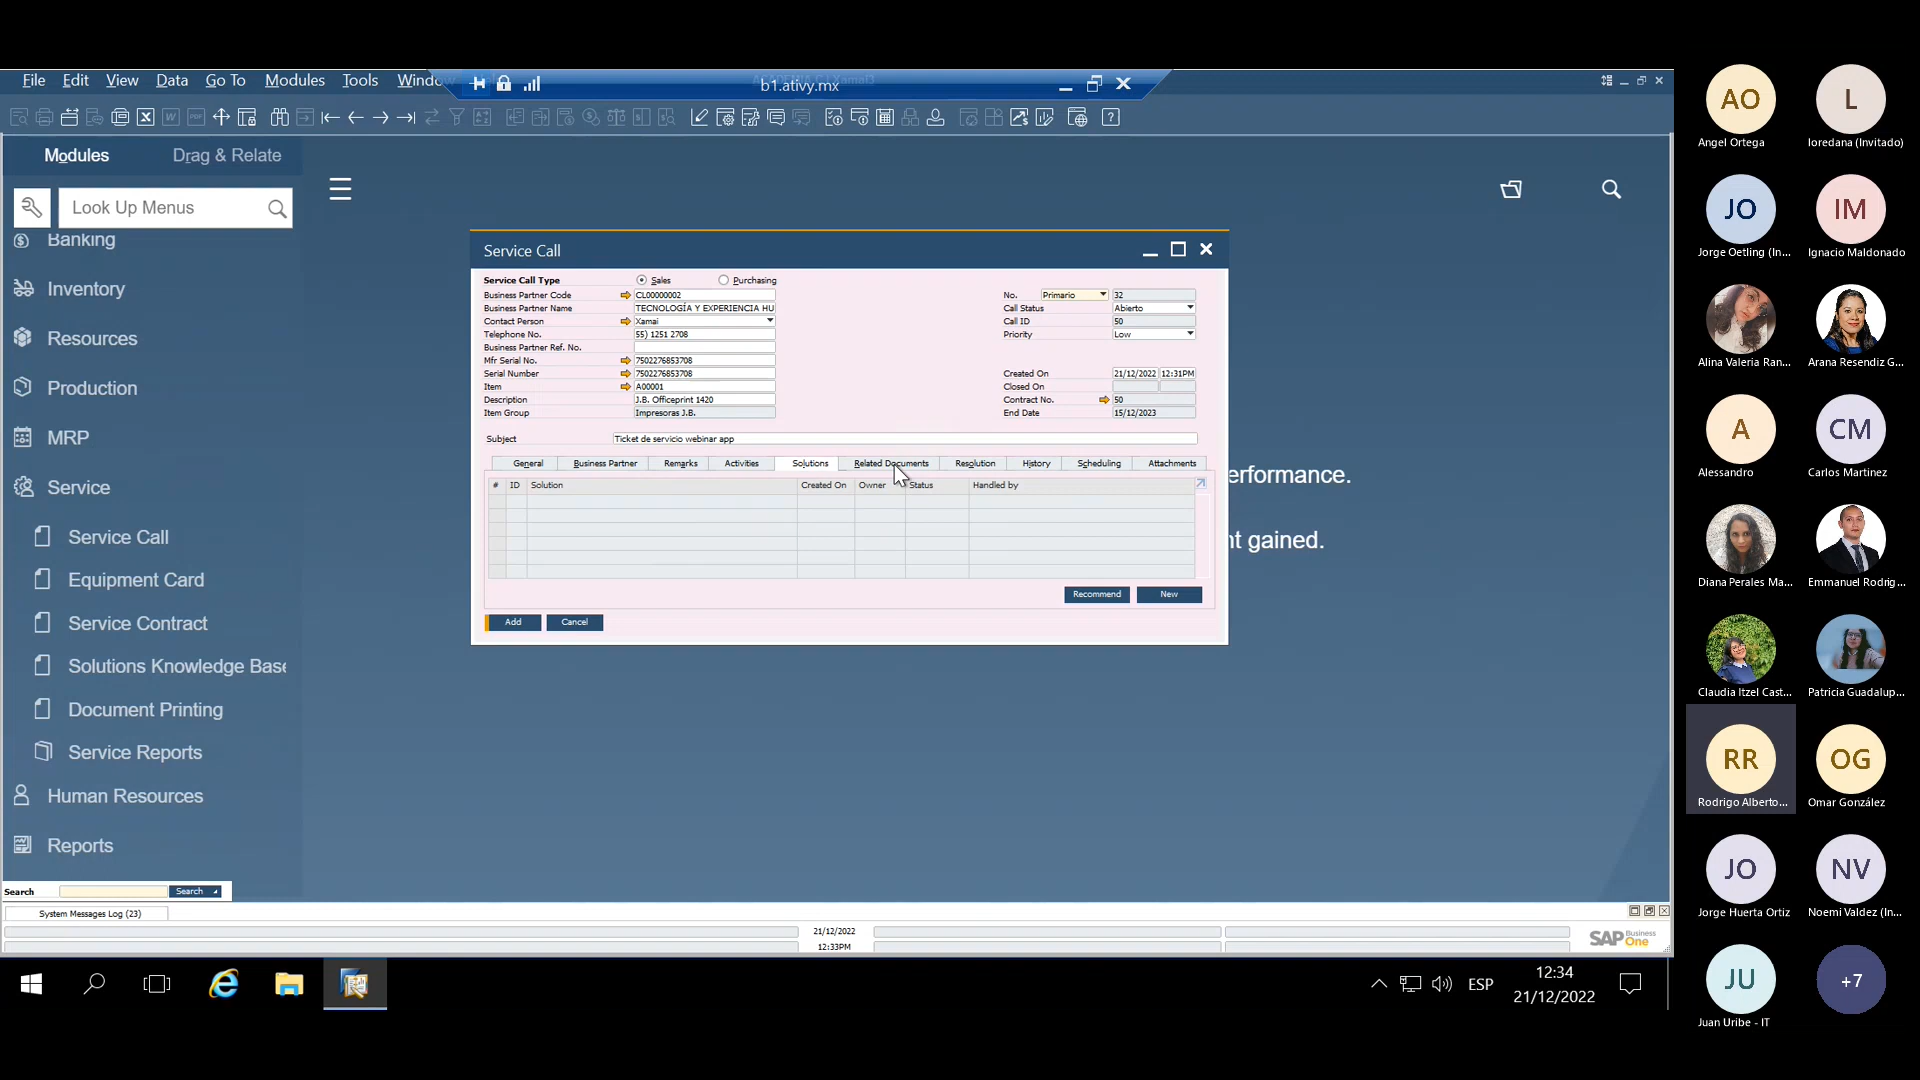 File Edit View Data Go To Modules Tools
b1.ativy.mx
Modules Drag & Relate
Look Up Menus
Banking
Inventory
Resources
Production
MRP
Service
Service Call
Equipment Card
Service Contract
Solutions Knowledge Base
Document Printing
Service Reports
Human Resources
Reports
erformance.
nt gained.
Service Call
Service Call Type Sales Purchasing
Business Partner Code CL00000002
Business Partner Name TECNOLOGÍA Y EXPERIENCIA HU
Contact Person Xamai
Telephone No. 55) 1251 2708
Business Partner Ref. No.
Mfr Serial No. 7502276853708
Serial Number 7502276853708
Item A00001
Description J.B. Officeprint 1420
Item Group Impresoras J.B.
No. Primario 32
Call Status Abierto
Call ID 50
Priority Low
Created On 21/12/2022 12:31PM
Closed On
Contract No. 50
End Date 15/12/2023
Subject Ticket de servicio webinar app
General Business Partner Remarks Activities Solutions Related Documents Resolution History Scheduling Attachments
# ID Solution Created On Owner Status Handled by
Recommend New
Add Cancel
Search Search
System Messages Log (23)
21/12/2022
12:33PM
SAP Business One
ESP
12:34
21/12/2022
AO L
Angel Ortega loredana (Invitado)
JO IM
Jorge Oetling (In... Ignacio Maldonado
Alina Valeria Ran... Arana Resendiz G...
A CM
Alessandro Carlos Martinez
Diana Perales Ma... Emmanuel Rodrig...
Claudia Itzel Cast... Patricia Guadalup...
RR OG
Rodrigo Alberto... Omar González
JO NV
Jorge Huerta Ortiz Noemí Valdez (In...
JU +7
Juan Uribe - IT